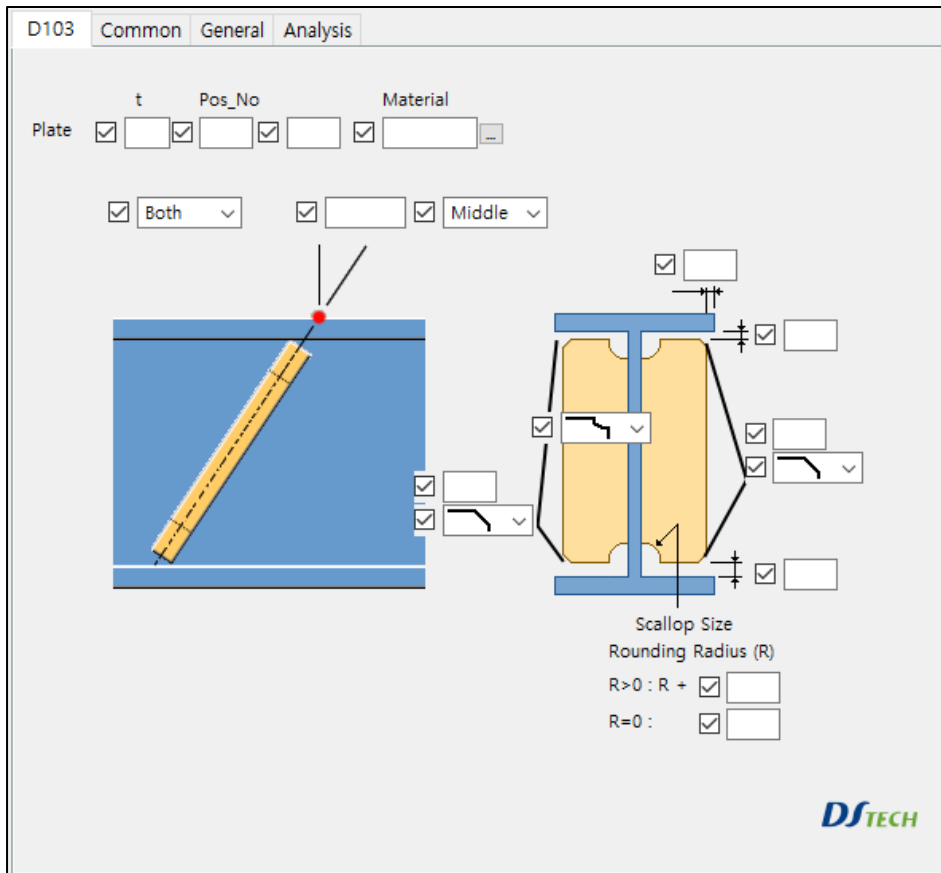 D103 Common General Analysis
t Pos_No Material
Plate ...
Both Middle
Scallop Size
Rounding Radius (R)
R>0 : R +
R=0 :
DSTECH